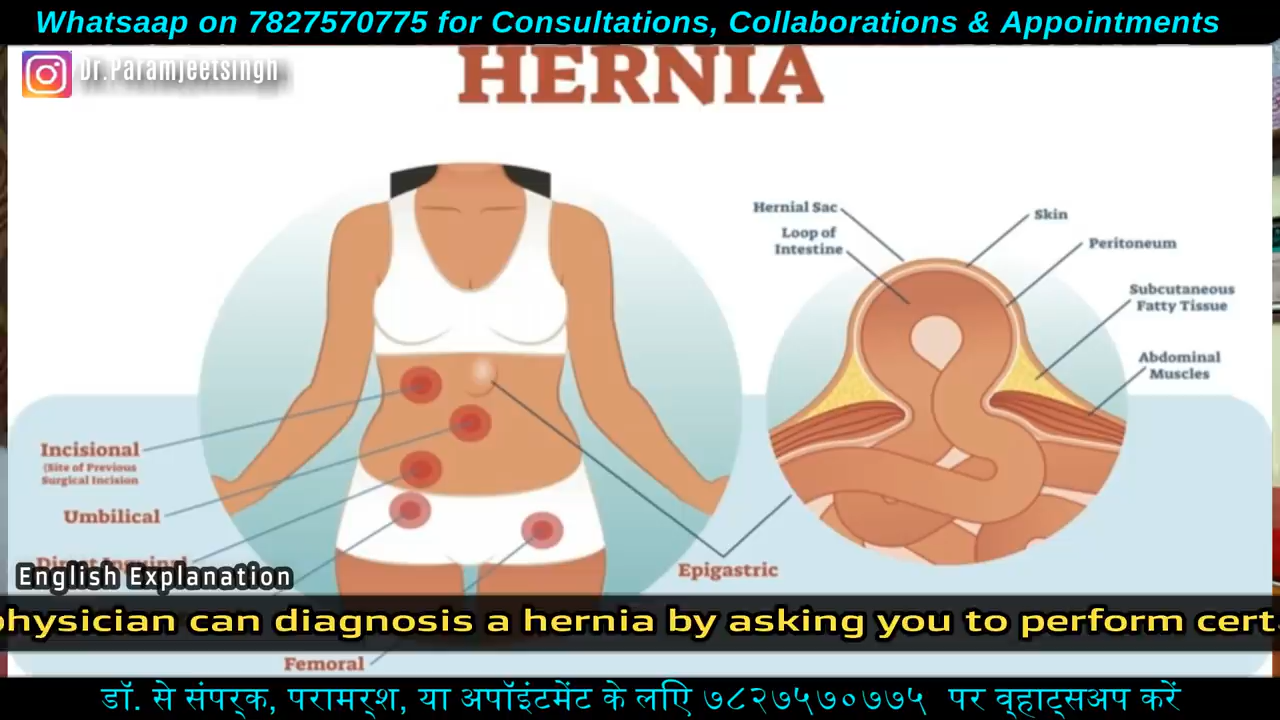 Whatsaap on 7827570775 for Consultations, Collaborations & Appointments
Dr.Paramjeetsingh
HERNIA
Hernial Sac
Loop of
Intestine
Skin
Peritoneum
Subcutaneous
Fatty Tissue
Abdominal
Muscles
Incisional
(Site of Previous
Surgical Incision
Umbilical
Direct Inguinal
Epigastric
English Explanation
physician can diagnosis a hernia by asking you to perform cert
Femoral
डॉ. से संपर्क, परामर्श, या अपॉइंटमेंट के लिए ७८२७५७०७७५ पर व्हाट्सअप करें